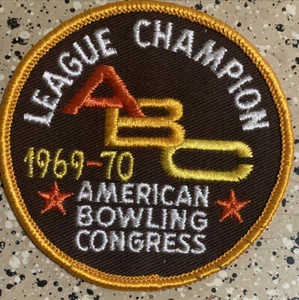 LEAGUE CHAMPION
ABC
1969-70
AMERICAN
BOWLING
CONGRESS